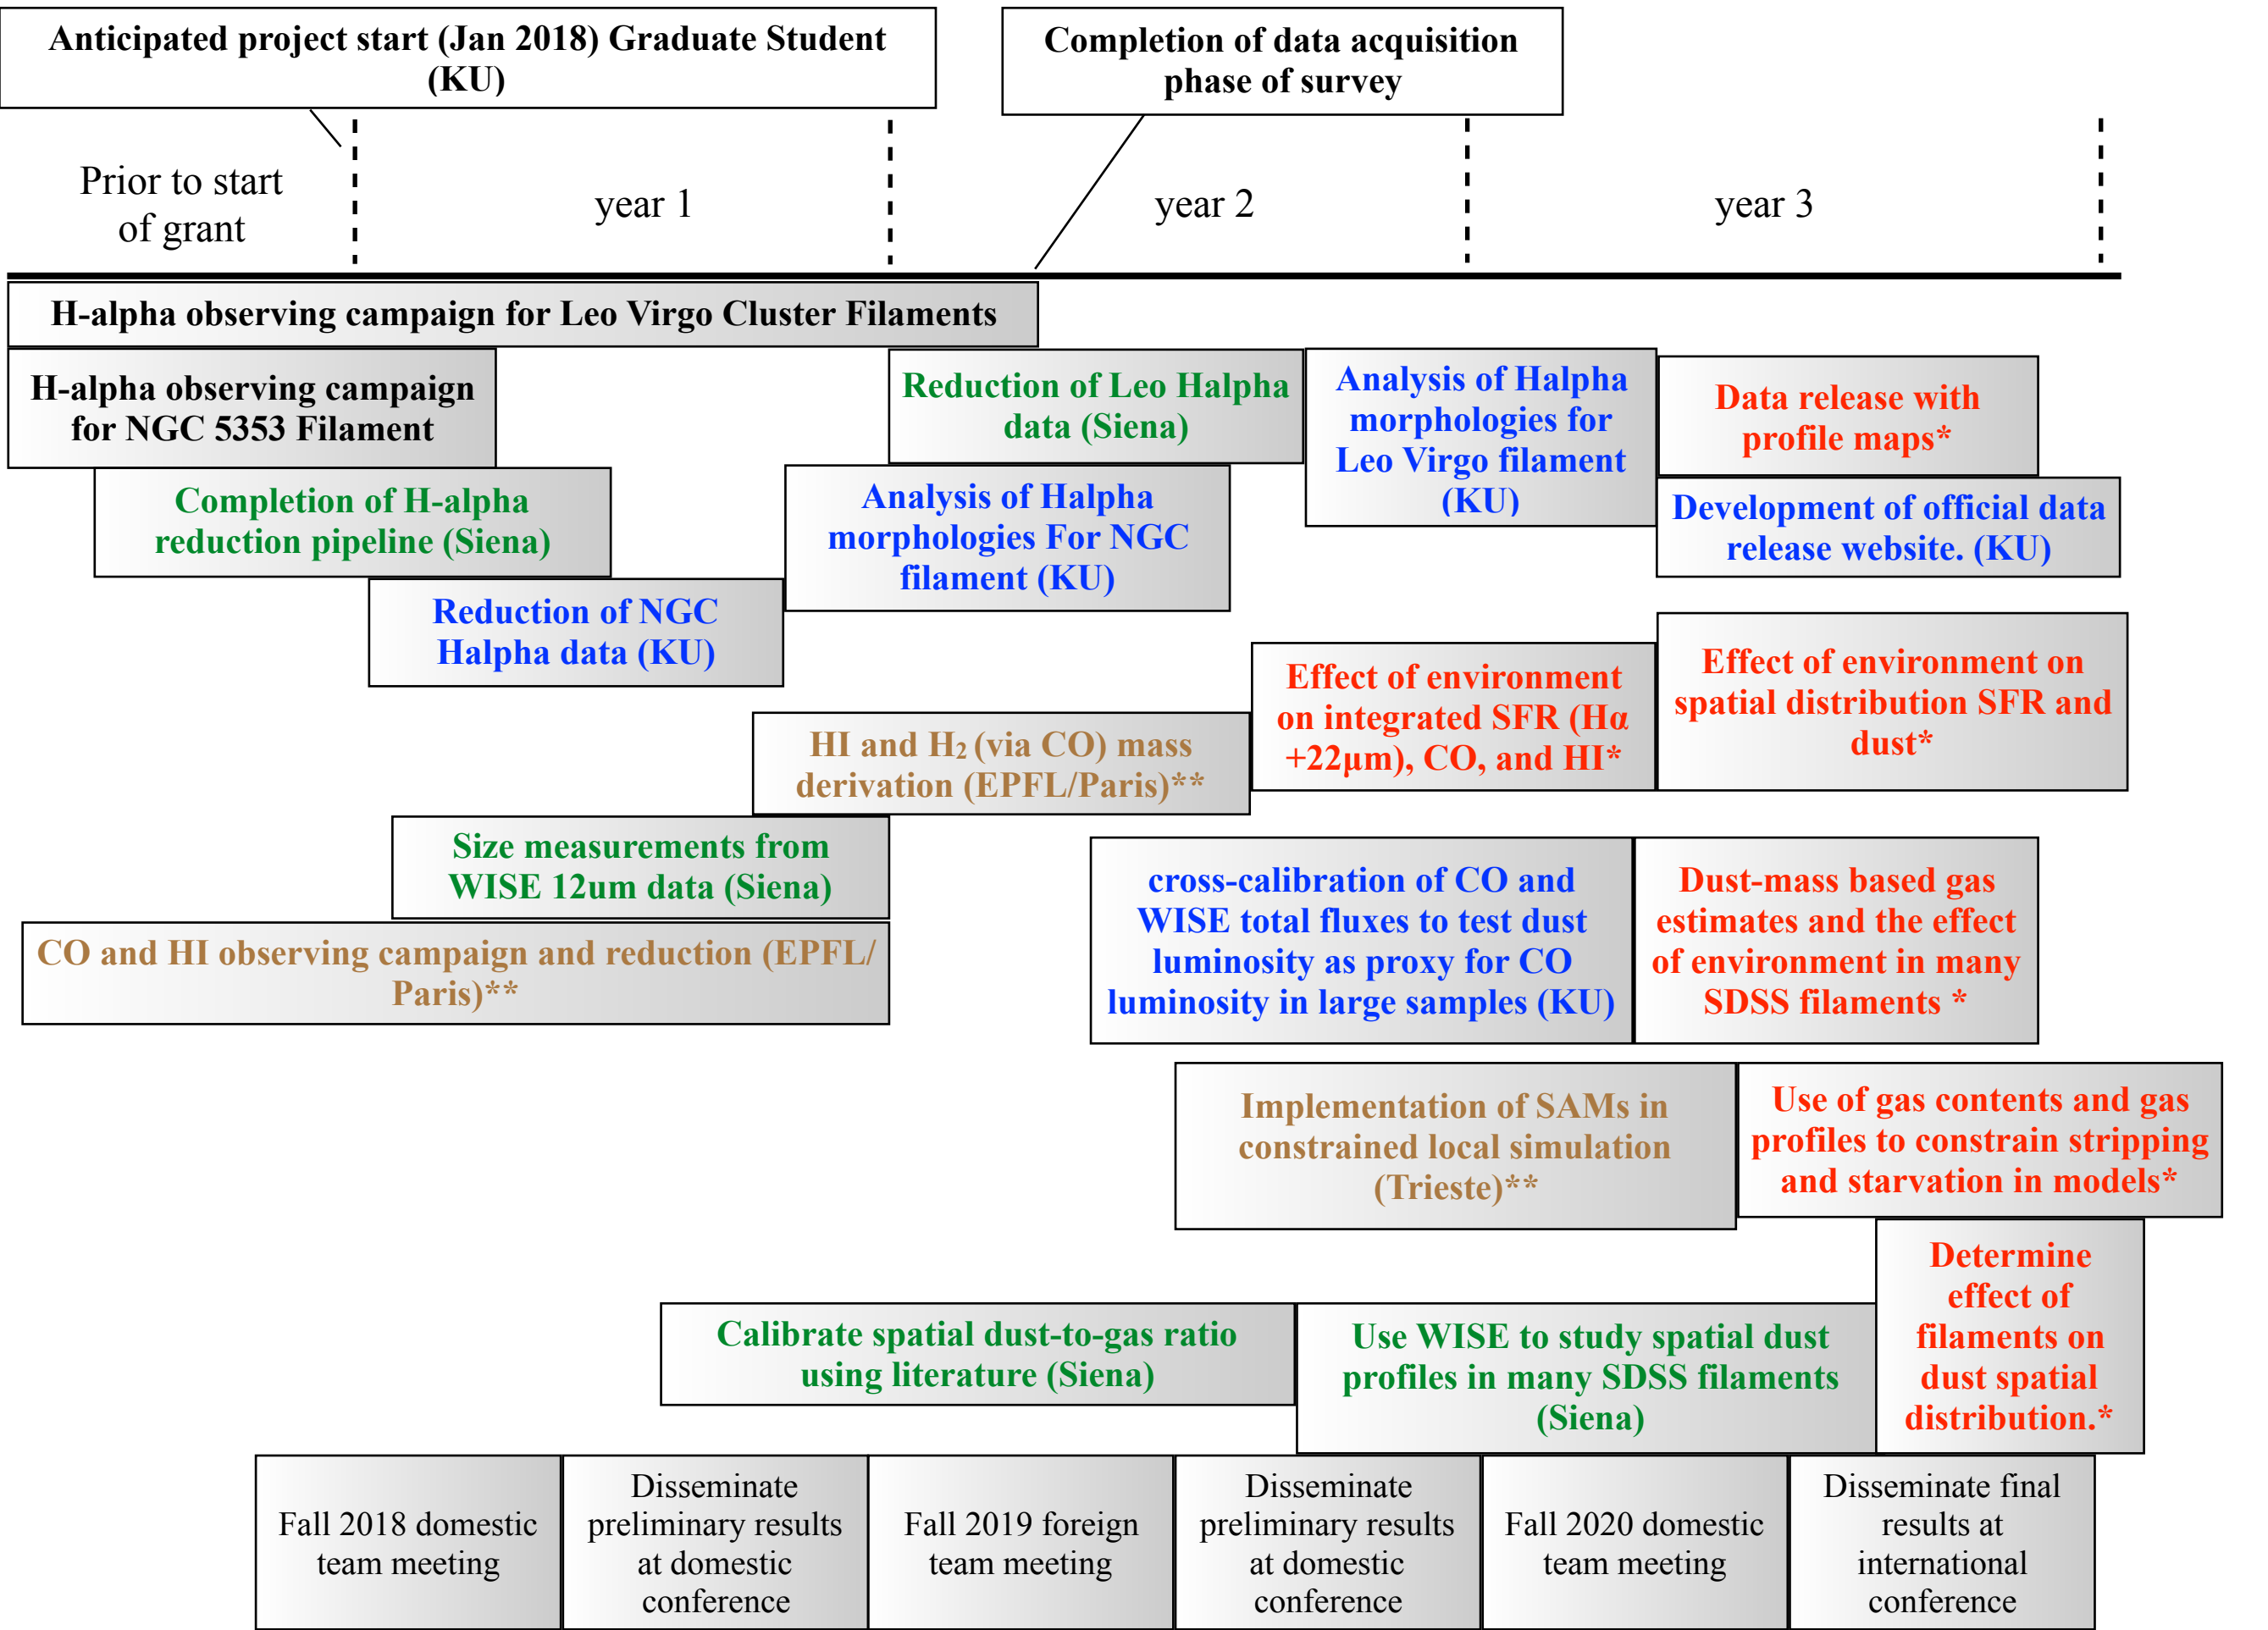 Anticipated project start (Jan 2018) Graduate Student
(KU)
Completion of data acquisition
phase of survey
Prior to start
of grant
year 1
year 2
year 3
H-alpha observing campaign for Leo Virgo Cluster Filaments
H-alpha observing campaign
for NGC 5353 Filament
Reduction of Leo Halpha
data (Siena)
Analysis of Halpha
morphologies for
Leo Virgo filament
(KU)
Data release with
profile maps*
Completion of H-alpha
reduction pipeline (Siena)
Analysis of Halpha
morphologies For NGC
filament (KU)
Development of official data
release website. (KU)
Reduction of NGC
Halpha data (KU)
HI and H₂ (via CO) mass
derivation (EPFL/Paris)**
Effect of environment
on integrated SFR (Hα
+22μm), CO, and HI*
Effect of environment on
spatial distribution SFR and
dust*
Size measurements from
WISE 12um data (Siena)
CO and HI observing campaign and reduction (EPFL/
Paris)**
cross-calibration of CO and
WISE total fluxes to test dust
luminosity as proxy for CO
luminosity in large samples (KU)
Dust-mass based gas
estimates and the effect
of environment in many
SDSS filaments *
Implementation of SAMs in
constrained local simulation
(Trieste)**
Use of gas contents and gas
profiles to constrain stripping
and starvation in models*
Calibrate spatial dust-to-gas ratio
using literature (Siena)
Use WISE to study spatial dust
profiles in many SDSS filaments
(Siena)
Determine
effect of
filaments on
dust spatial
distribution.*
Fall 2018 domestic
team meeting
Disseminate
preliminary results
at domestic
conference
Fall 2019 foreign
team meeting
Disseminate
preliminary results
at domestic
conference
Fall 2020 domestic
team meeting
Disseminate final
results at
international
conference